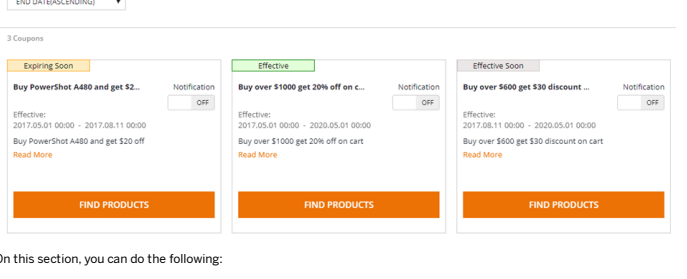 END DATE(ASCENDING)
3 Coupons
Expiring Soon
Buy PowerShot A480 and get $2... Notification
OFF
Effective:
2017.05.01 00:00 - 2017.08.11 00:00
Buy PowerShot A480 and get $20 off
Read More
FIND PRODUCTS
Effective
Buy over $1000 get 20% off on c... Notification
OFF
Effective:
2017.05.01 00:00 - 2020.05.01 00:00
Buy over $1000 get 20% off on cart
Read More
FIND PRODUCTS
Effective Soon
Buy over $600 get $30 discount ... Notification
OFF
Effective:
2017.08.11 00:00 - 2020.05.01 00:00
Buy over $600 get $30 discount on cart
Read More
FIND PRODUCTS
On this section, you can do the following: